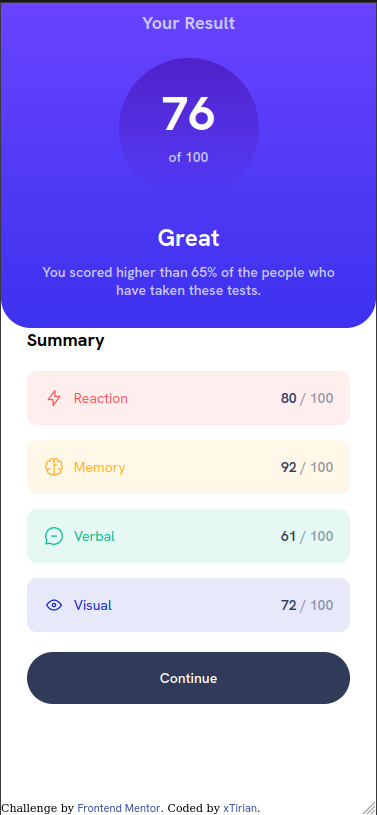 Your Result
76
of 100
Great
You scored higher than 65% of the people who
have taken these tests.
Summary
Reaction 80 / 100
Memory 92 / 100
Verbal 61 / 100
Visual 72 / 100
Continue
Challenge by Frontend Mentor. Coded by xTirian.